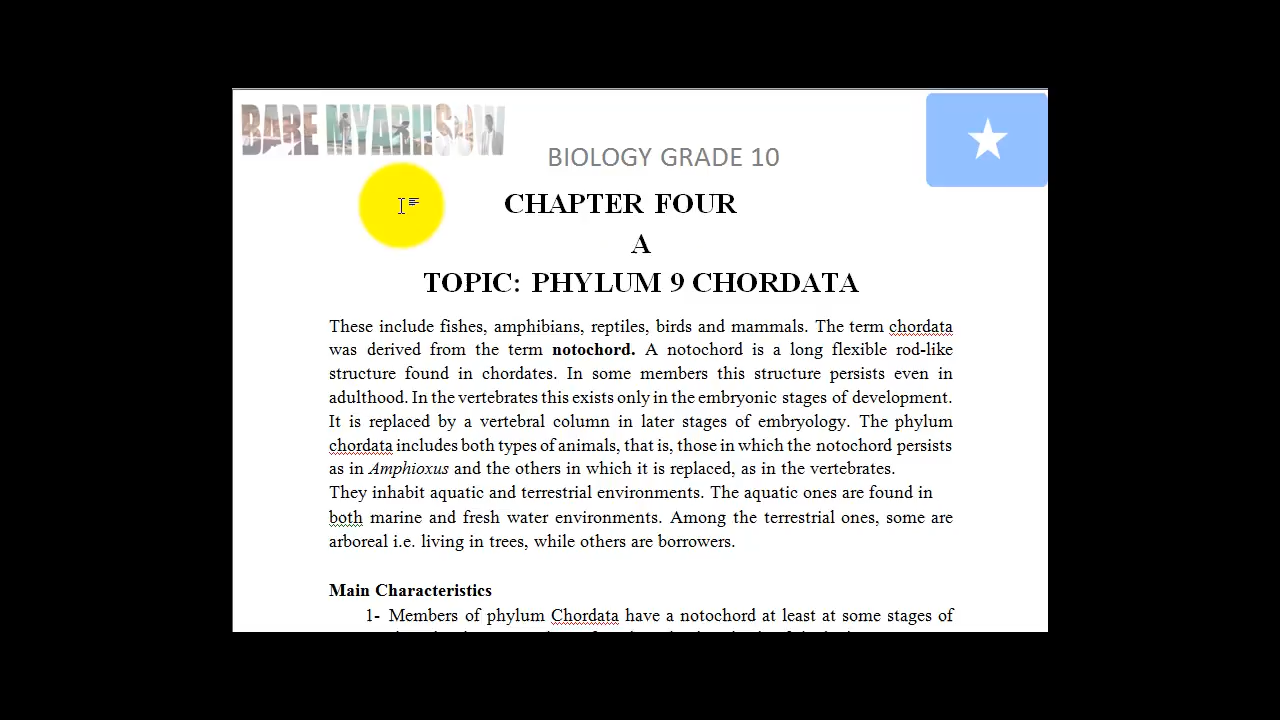 BARE MYARIISOW
BIOLOGY GRADE 10
CHAPTER FOUR
A
TOPIC: PHYLUM 9 CHORDATA
These include fishes, amphibians, reptiles, birds and mammals. The term chordata
was derived from the term notochord. A notochord is a long flexible rod-like
structure found in chordates. In some members this structure persists even in
adulthood. In the vertebrates this exists only in the embryonic stages of development.
It is replaced by a vertebral column in later stages of embryology. The phylum
chordata includes both types of animals, that is, those in which the notochord persists
as in Amphioxus and the others in which it is replaced, as in the vertebrates.
They inhabit aquatic and terrestrial environments. The aquatic ones are found in
both marine and fresh water environments. Among the terrestrial ones, some are
arboreal i.e. living in trees, while others are borrowers.
Main Characteristics
1- Members of phylum Chordata have a notochord at least at some stages of